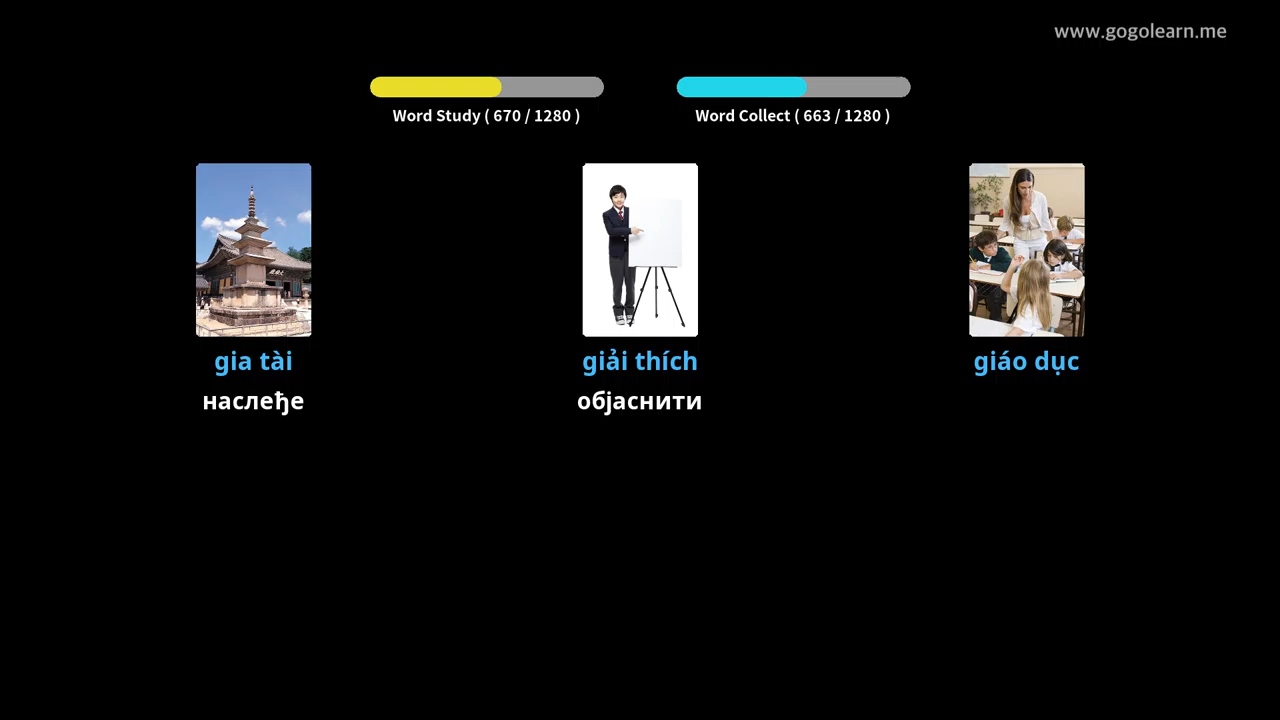 www.gogolearn.me
Word Study ( 670 / 1280 )
Word Collect ( 663 / 1280 )
gia tài
giải thích
giáo dục
наслеђе
објаснити